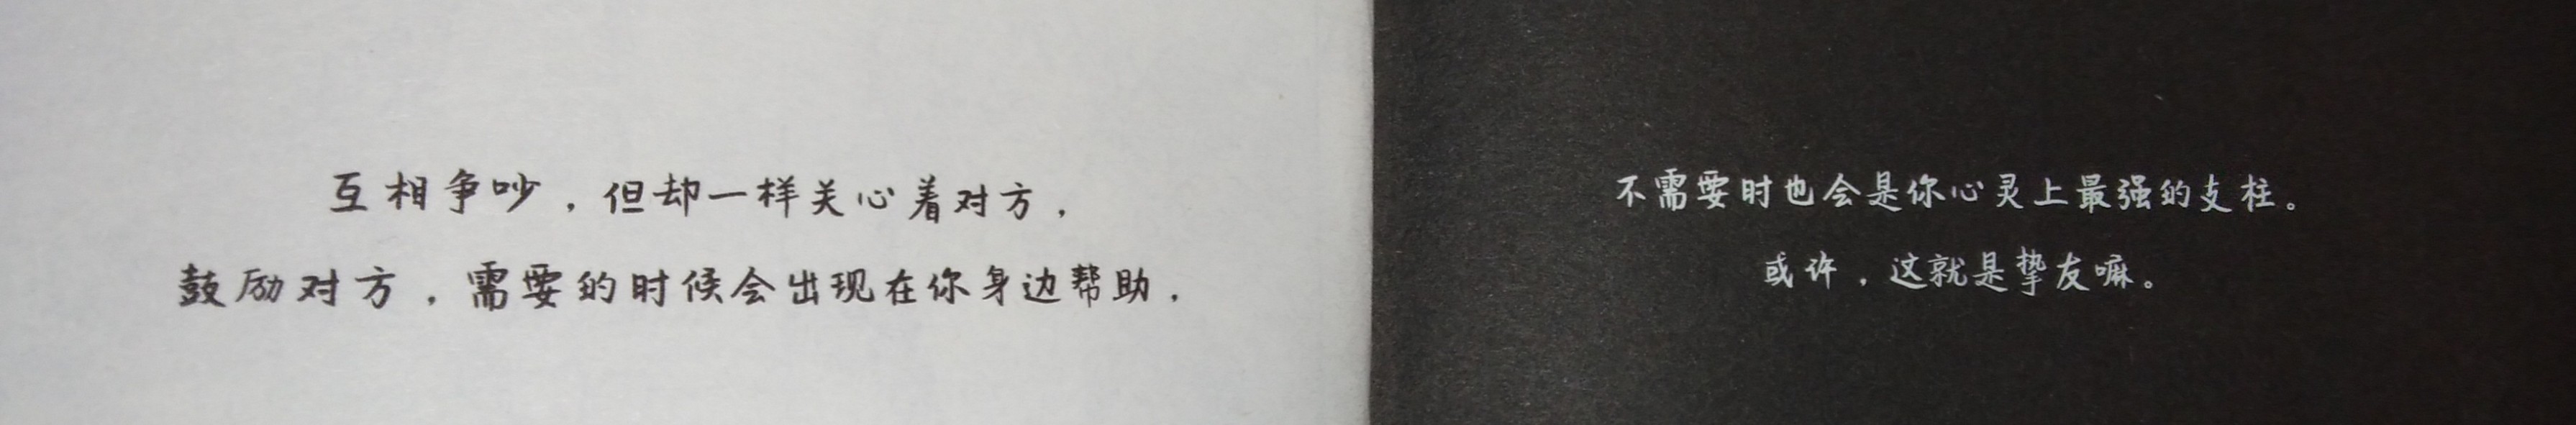 互相争吵，但却一样关心着对方，
鼓励对方，需要的时候会出现在你身边帮助，
不需要时也会是你心灵上最强的支柱。
或许，这就是挚友嘛。